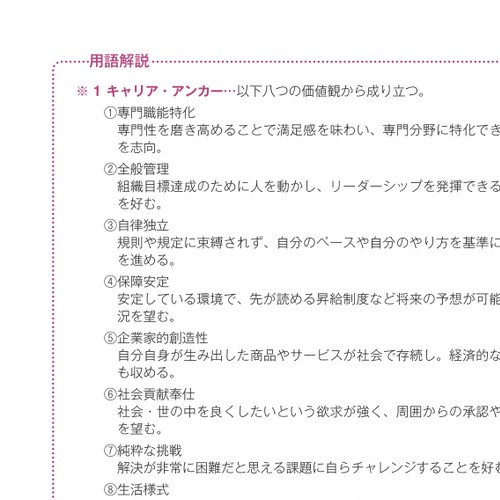 用語解説
※1 キャリア・アンカー…以下八つの価値観から成り立つ。
①専門職能特化
専門性を磨き高めることで満足感を味わい、専門分野に特化でき
を志向。
②全般管理
組織目標達成のために人を動かし、リーダーシップを発揮できる
を好む。
③自律独立
規則や規定に束縛されず、自分のペースや自分のやり方を基準に
を進める。
④保障安定
安定している環境で、先が読める昇給制度など将来の予想が可能
況を望む。
⑤企業家的創造性
自分自身が生み出した商品やサービスが社会で存続し。経済的な
も収める。
⑥社会貢献奉仕
社会・世の中を良くしたいという欲求が強く、周囲からの承認や
を望む。
⑦純粋な挑戦
解決が非常に困難だと思える課題に自らチャレンジすることを好む
⑧生活様式